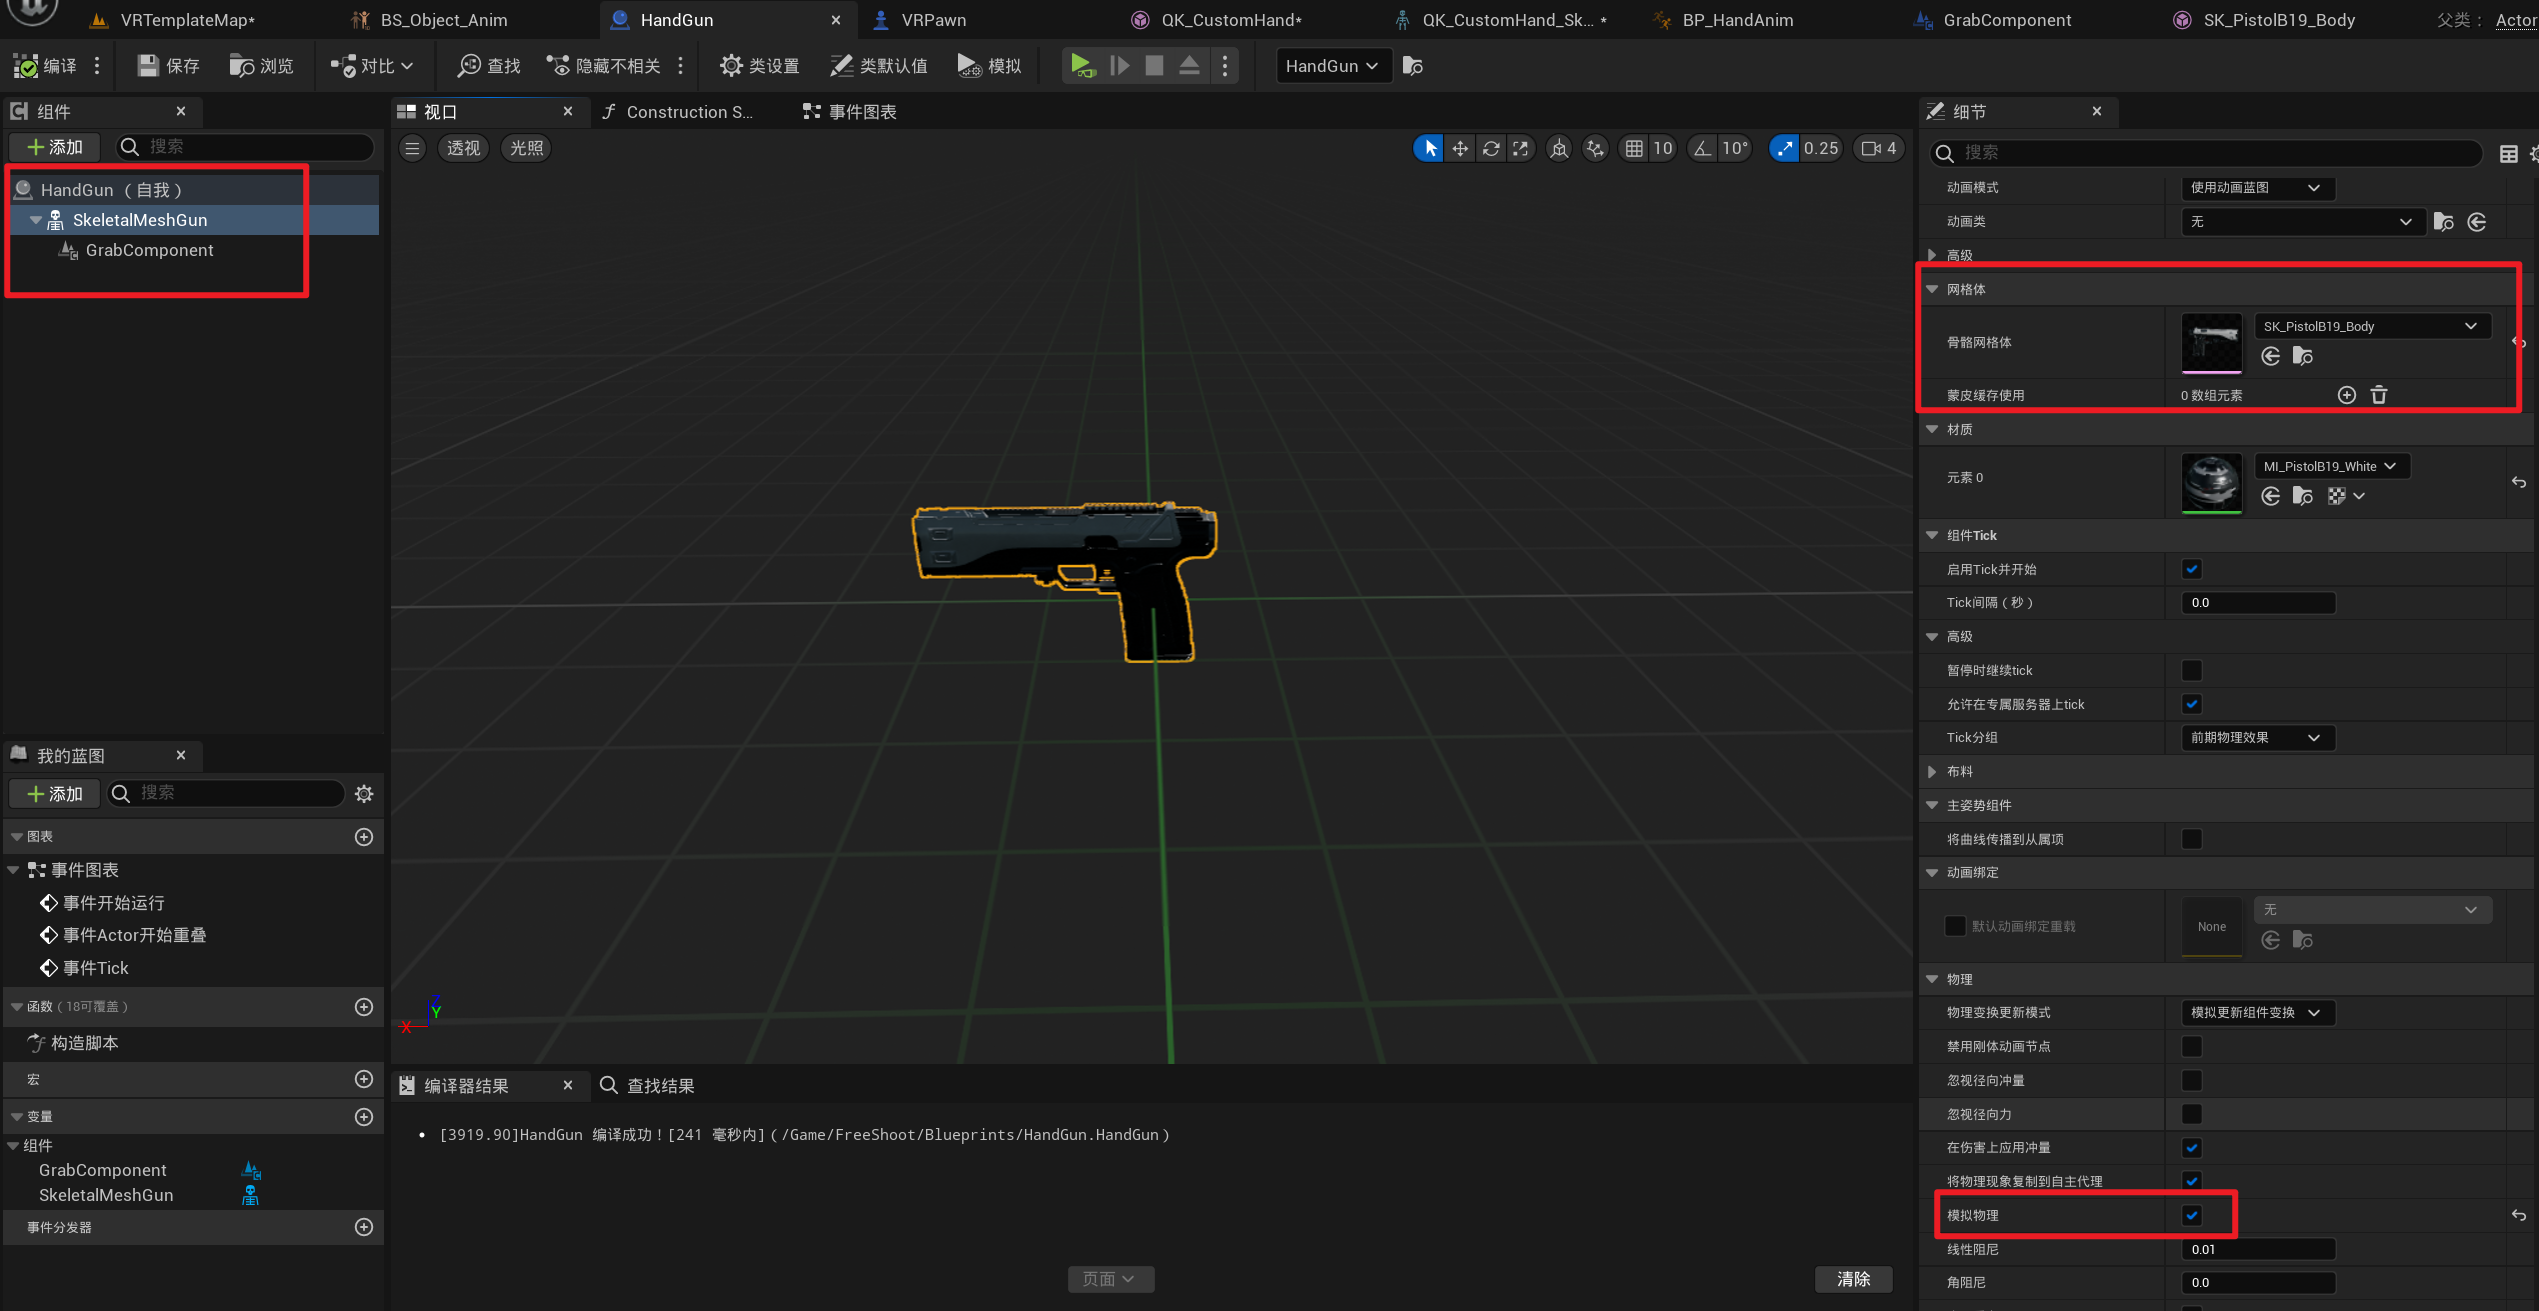 VRTemplateMap*
BS_Object_Anim
HandGun
VRPawn
QK_CustomHand*
QK_CustomHand_Sk... *
BP_HandAnim
GrabComponent
SK_PistolB19_Body
父类： Actor
编译
保存
浏览
对比
查找
隐藏不相关
类设置
类默认值
模拟
HandGun
组件
添加
搜索
HandGun （自我）
SkeletalMeshGun
GrabComponent
我的蓝图
添加
搜索
图表
事件图表
事件开始运行
事件Actor开始重叠
事件Tick
函数（18可覆盖）
构造脚本
宏
变量
组件
GrabComponent
SkeletalMeshGun
事件分发器
视口
Construction S...
事件图表
透视
光照
10
10°
0.25
4
X
Y
编译器结果
查找结果
• [3919.90]HandGun 编译成功！[241 毫秒内]（/Game/FreeShoot/Blueprints/HandGun.HandGun）
页面
清除
细节
搜索
动画模式 使用动画蓝图
动画类 无
高级
网格体
骨骼网格体 SK_PistolB19_Body
蒙皮缓存使用 0 数组元素
材质
元素 0 MI_PistolB19_White
组件Tick
启用Tick并开始
Tick间隔（秒） 0.0
高级
暂停时继续tick
允许在专属服务器上tick
Tick分组 前期物理效果
布料
主姿势组件
将曲线传播到从属项
动画绑定
默认动画绑定重载 None 无
物理
物理变换更新模式 模拟更新组件变换
禁用刚体动画节点
忽视径向冲量
忽视径向力
在伤害上应用冲量
将物理现象复制到自主代理
模拟物理
线性阻尼 0.01
角阻尼 0.0